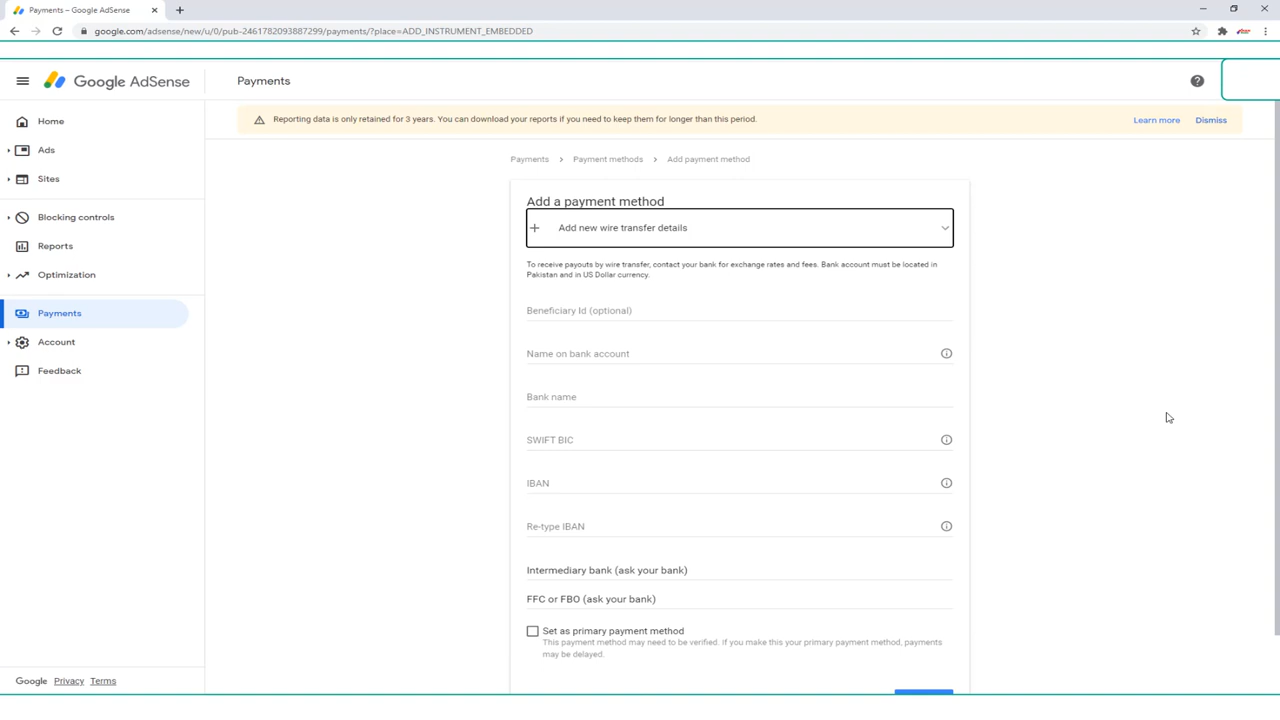 Payments – Google AdSense
google.com/adsense/new/u/0/pub-2461782093887299/payments/?place=ADD_INSTRUMENT_EMBEDDED
Google AdSense
Payments
Reporting data is only retained for 3 years. You can download your reports if you need to keep them for longer than this period.
Learn more
Dismiss
Home
Ads
Sites
Blocking controls
Reports
Optimization
Payments
Account
Feedback
Payments > Payment methods > Add payment method
Add a payment method
Add new wire transfer details
To receive payouts by wire transfer, contact your bank for exchange rates and fees. Bank account must be located in
Pakistan and in US Dollar currency.
Beneficiary Id (optional)
Name on bank account
Bank name
SWIFT BIC
IBAN
Re-type IBAN
Intermediary bank (ask your bank)
FFC or FBO (ask your bank)
Set as primary payment method
This payment method may need to be verified. If you make this your primary payment method, payments
may be delayed.
Google Privacy Terms